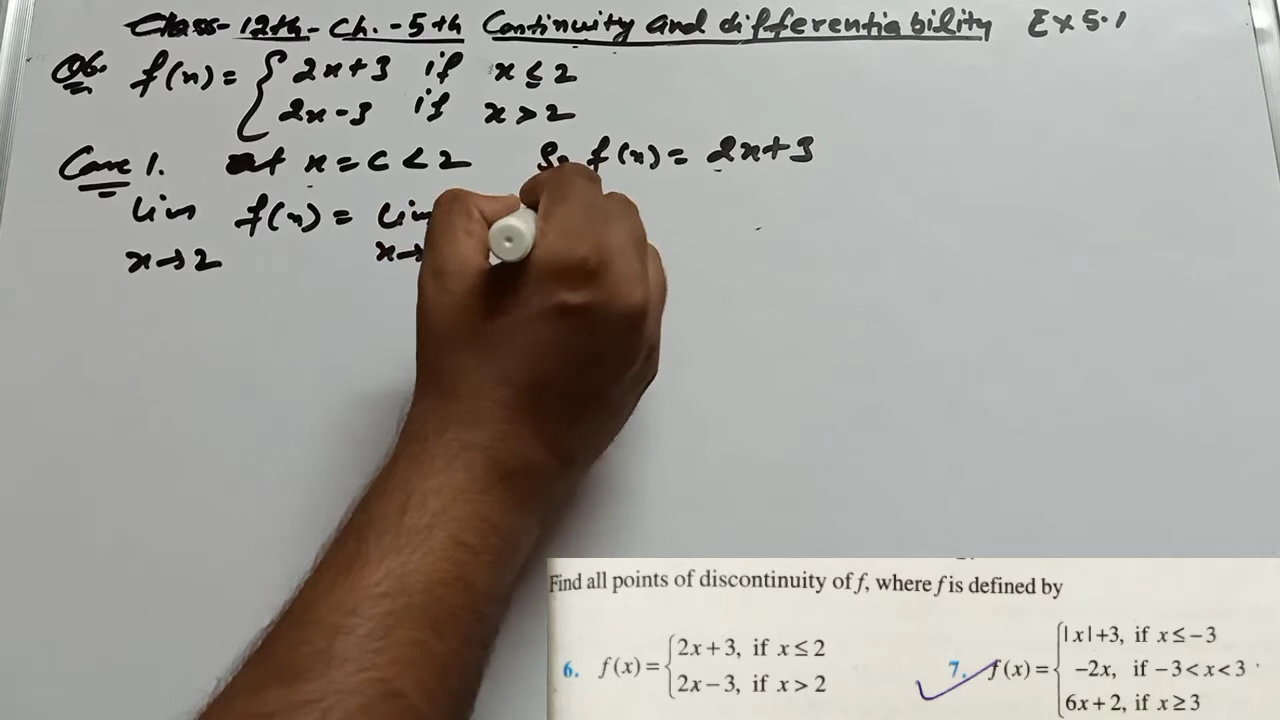 Class-12th-Ch.-5th Continuity and differentiability Ex 5.1
Q6. f(x) = { 2x+3 if x ≤ 2
2x-3 if x > 2
Case 1. at x = c < 2 So f(x) = 2x+3
lim f(x) = lim
x→2 x→
Find all points of discontinuity of f, where f is defined by
6. f(x) = { 2x+3, if x ≤ 2
2x−3, if x > 2
7. f(x) = { |x|+3, if x ≤ −3
−2x, if −3 < x < 3
6x+2, if x ≥ 3